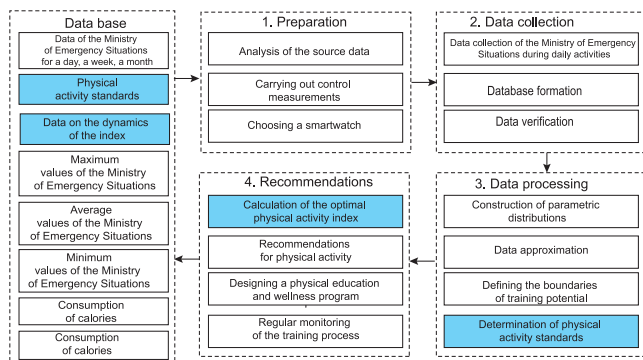 Data base
Data of the Ministry
of Emergency Situations
for a day, a week, a month
Physical
activity standards
Data on the dynamics
of the index
Maximum
values of the Ministry
of Emergency Situations
Average
values of the Ministry
of Emergency Situations
Minimum
values of the Ministry
of Emergency Situations
Consumption
of calories
Consumption
of calories
1. Preparation
Analysis of the source data
Carrying out control
measurements
Choosing a smartwatch
2. Data collection
Data collection of the Ministry of Emergency
Situations during daily activities
Database formation
Data verification
3. Data processing
Construction of parametric
distributions
Data approximation
Defining the boundaries
of training potential
Determination of physical
activity standards
4. Recommendations
Calculation of the optimal
physical activity index
Recommendations
for physical activity
Designing a physical education
and wellness program
Regular monitoring
of the training process